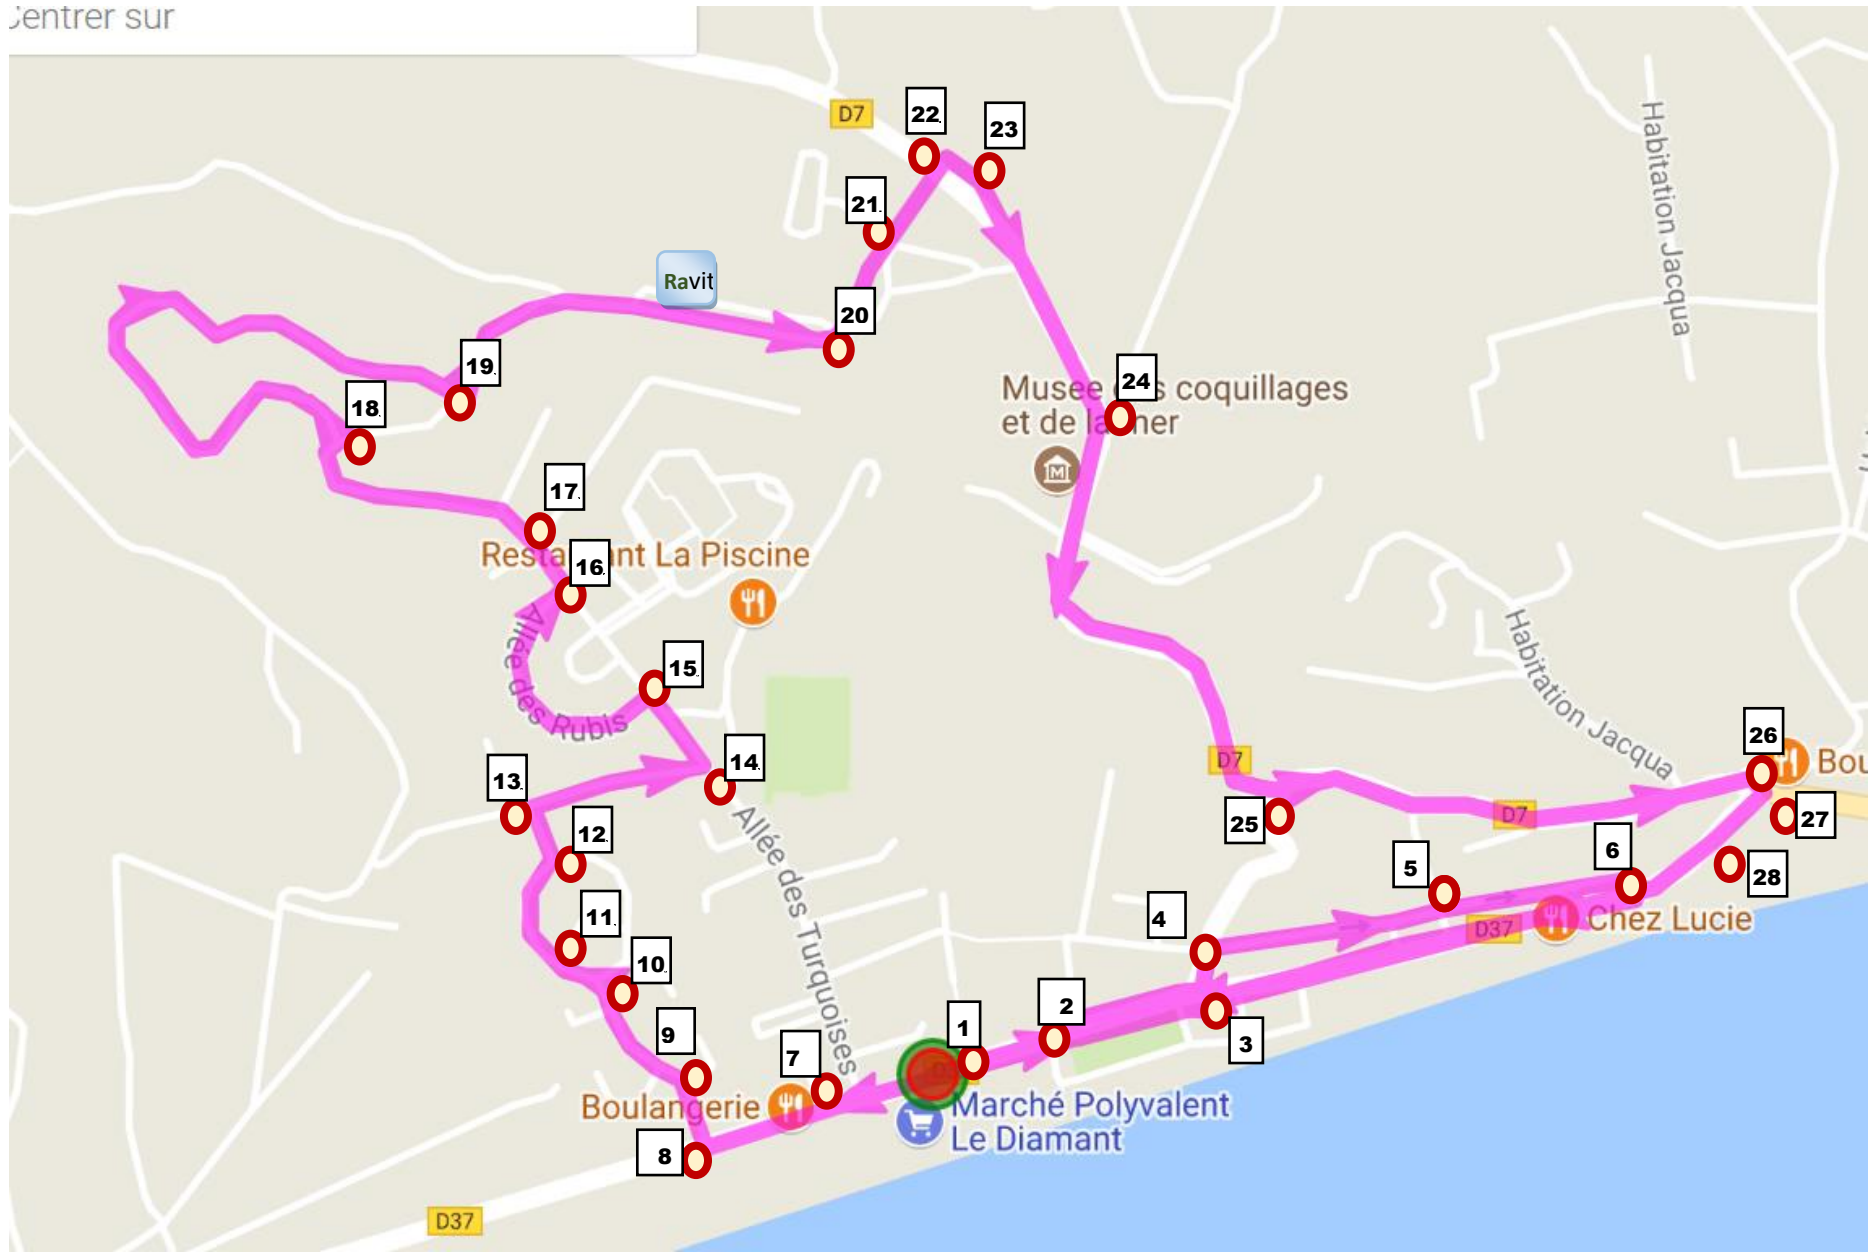 Centrer sur
D7
22.
23
Habitation Jacqua
21.
Ravit
20
19.
18.
24
Musee des coquillages
et de la mer
17.
Restaurant La Piscine
16.
Allée des Rubis
15.
14.
13.
12.
11.
10.
9
Allée des Turquoises
Habitation Jacqua
D7
25
D7
26
Bou
27
28
6
5
4
Chez Lucie
D37
3
2
1
7
Boulangerie
8
Marché Polyvalent
Le Diamant
D37